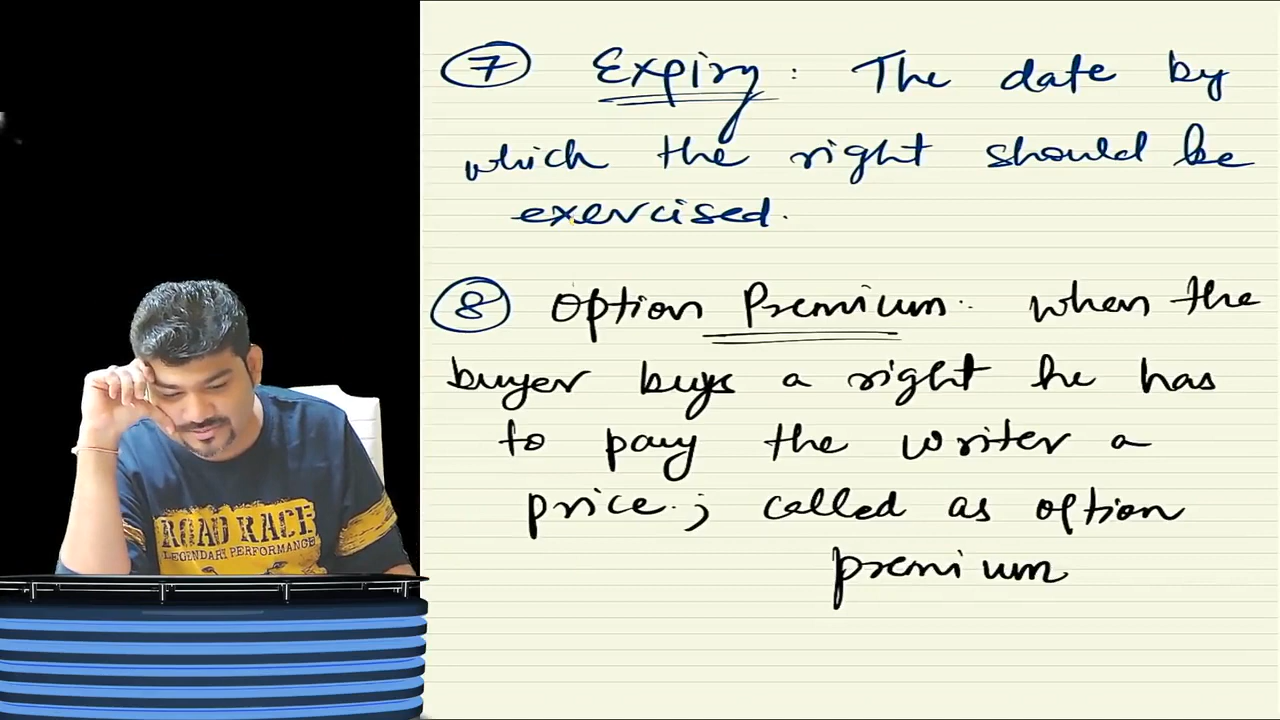 7 Expiry : The date by
which the right should be
exercised.
8 Option Premium : When the
buyer buys a right he has
to pay the writer a
price ; called as option
premium
ROAD RACE
LEGENDARY PERFORMANCE